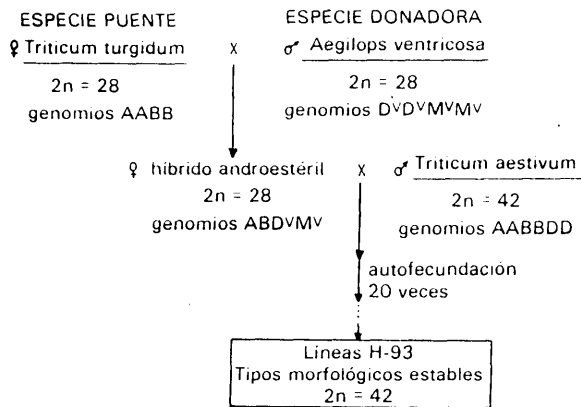 ESPECIE PUENTE ESPECIE DONADORA
♀ Triticum turgidum x ♂ Aegilops ventricosa
2n = 28 2n = 28
genomios AABB genomios DᵛDᵛMᵛMᵛ
♀ híbrido androestéril x ♂ Triticum aestivum
2n = 28 2n = 42
genomios ABDᵛMᵛ genomios AABBDD
autofecundación
20 veces
Líneas H-93
Tipos morfológicos estables
2n = 42